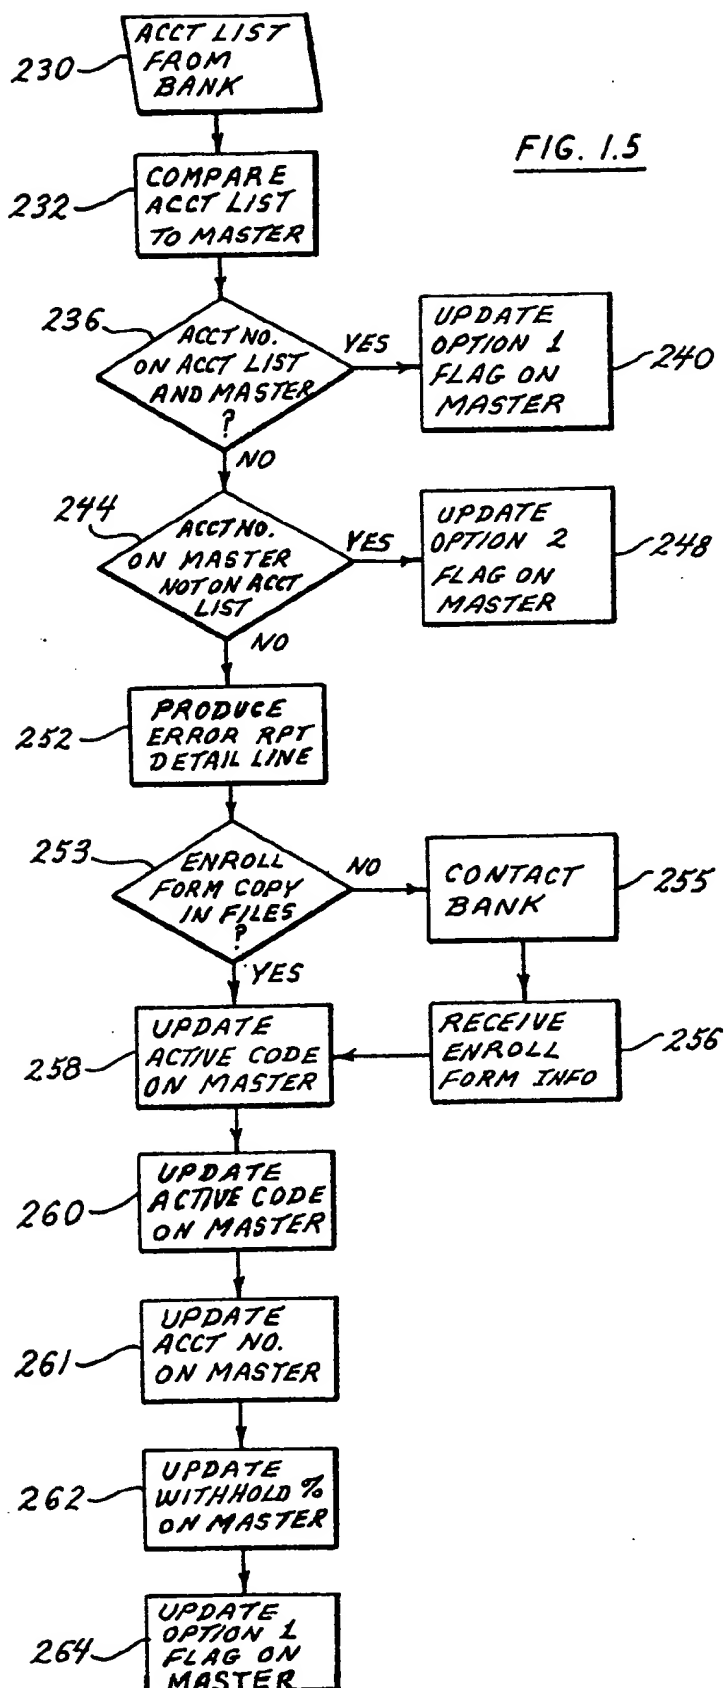 ACCT LIST
FROM
BANK
230
FIG. 1.5
COMPARE
ACCT LIST
TO MASTER
232
236
ACCT NO.
ON ACCT LIST
AND MASTER
?
YES
UPDATE
OPTION 1
FLAG ON
MASTER
240
NO
244
ACCT NO.
ON MASTER
NOT ON ACCT
LIST
YES
UPDATE
OPTION 2
FLAG ON
MASTER
248
NO
PRODUCE
ERROR RPT
DETAIL LINE
252
253
ENROLL
FORM COPY
IN FILES
?
NO
CONTACT
BANK
255
YES
RECEIVE
ENROLL
FORM INFO
256
UPDATE
ACTIVE CODE
ON MASTER
258
UPDATE
ACTIVE CODE
ON MASTER
260
UPDATE
ACCT NO.
ON MASTER
261
UPDATE
WITHHOLD %
ON MASTER
262
UPDATE
OPTION 1
FLAG ON
MASTER
264